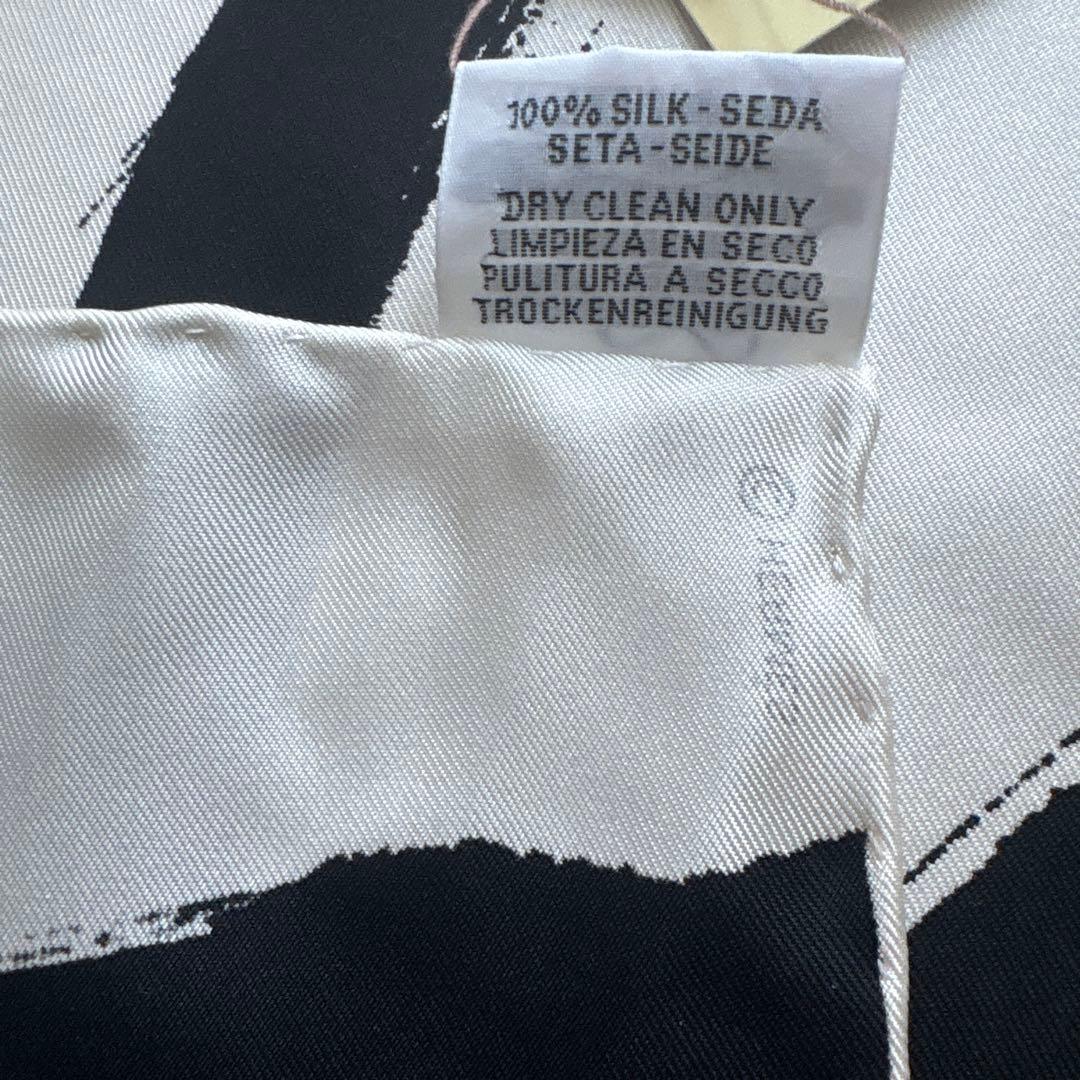 100% SILK - SEDA
SETA - SEIDE
DRY CLEAN ONLY
LIMPIEZA EN SECO
PULITURA A SECCO
TROCKENREINIGUNG
©